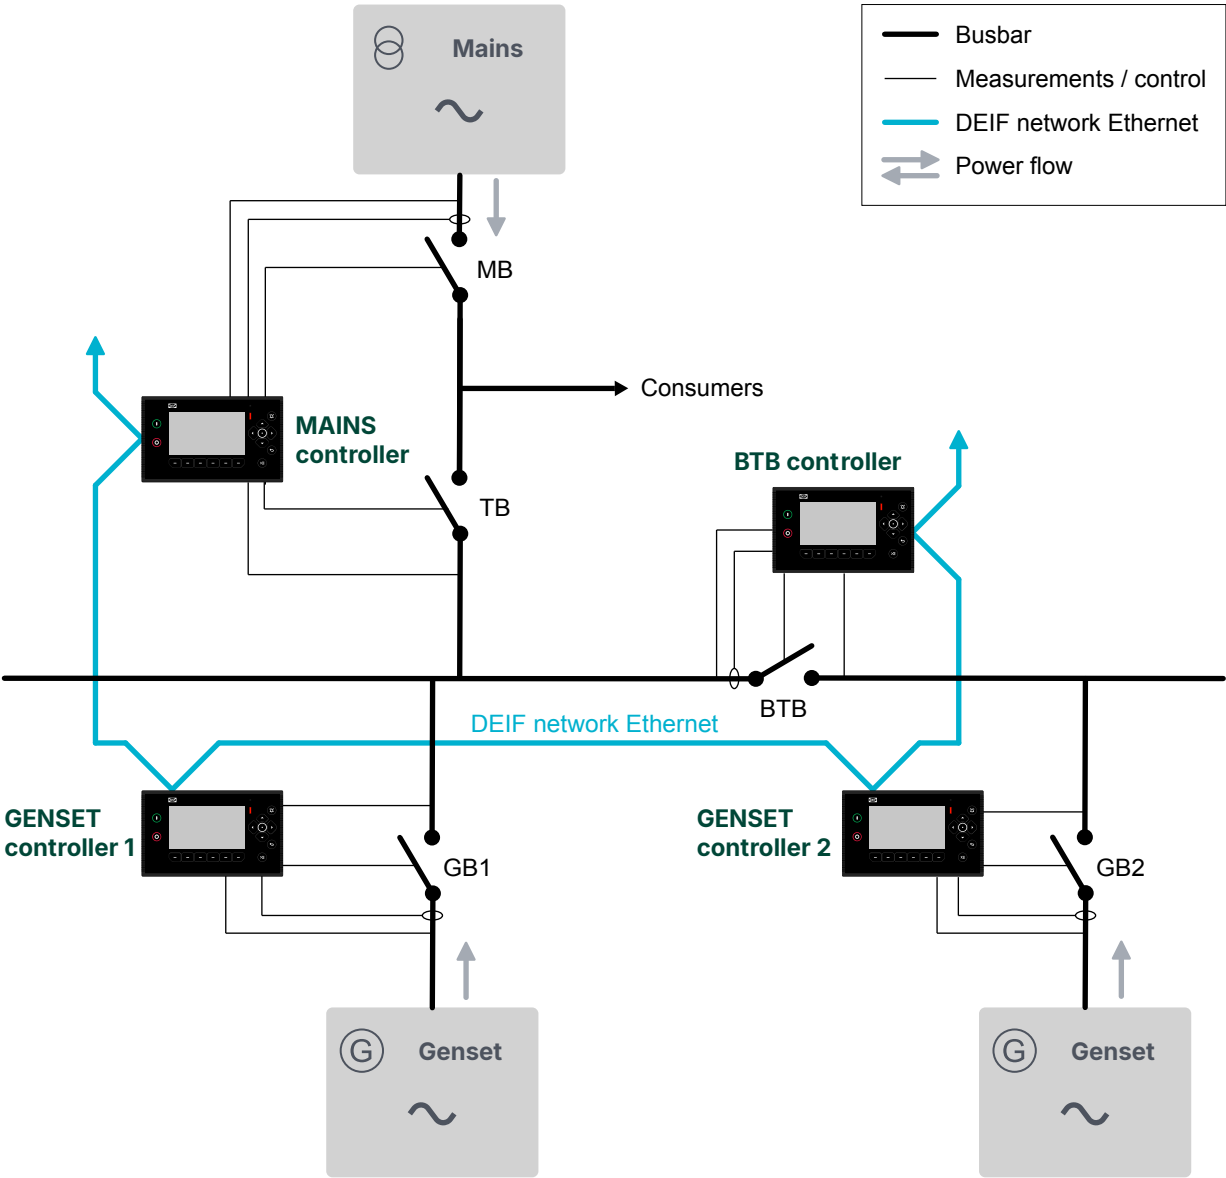 Mains
Busbar
Measurements / control
DEIF network Ethernet
Power flow
MB
Consumers
MAINS
controller
TB
BTB controller
BTB
DEIF network Ethernet
GENSET
controller 1
GB1
GENSET
controller 2
GB2
G
Genset
G
Genset